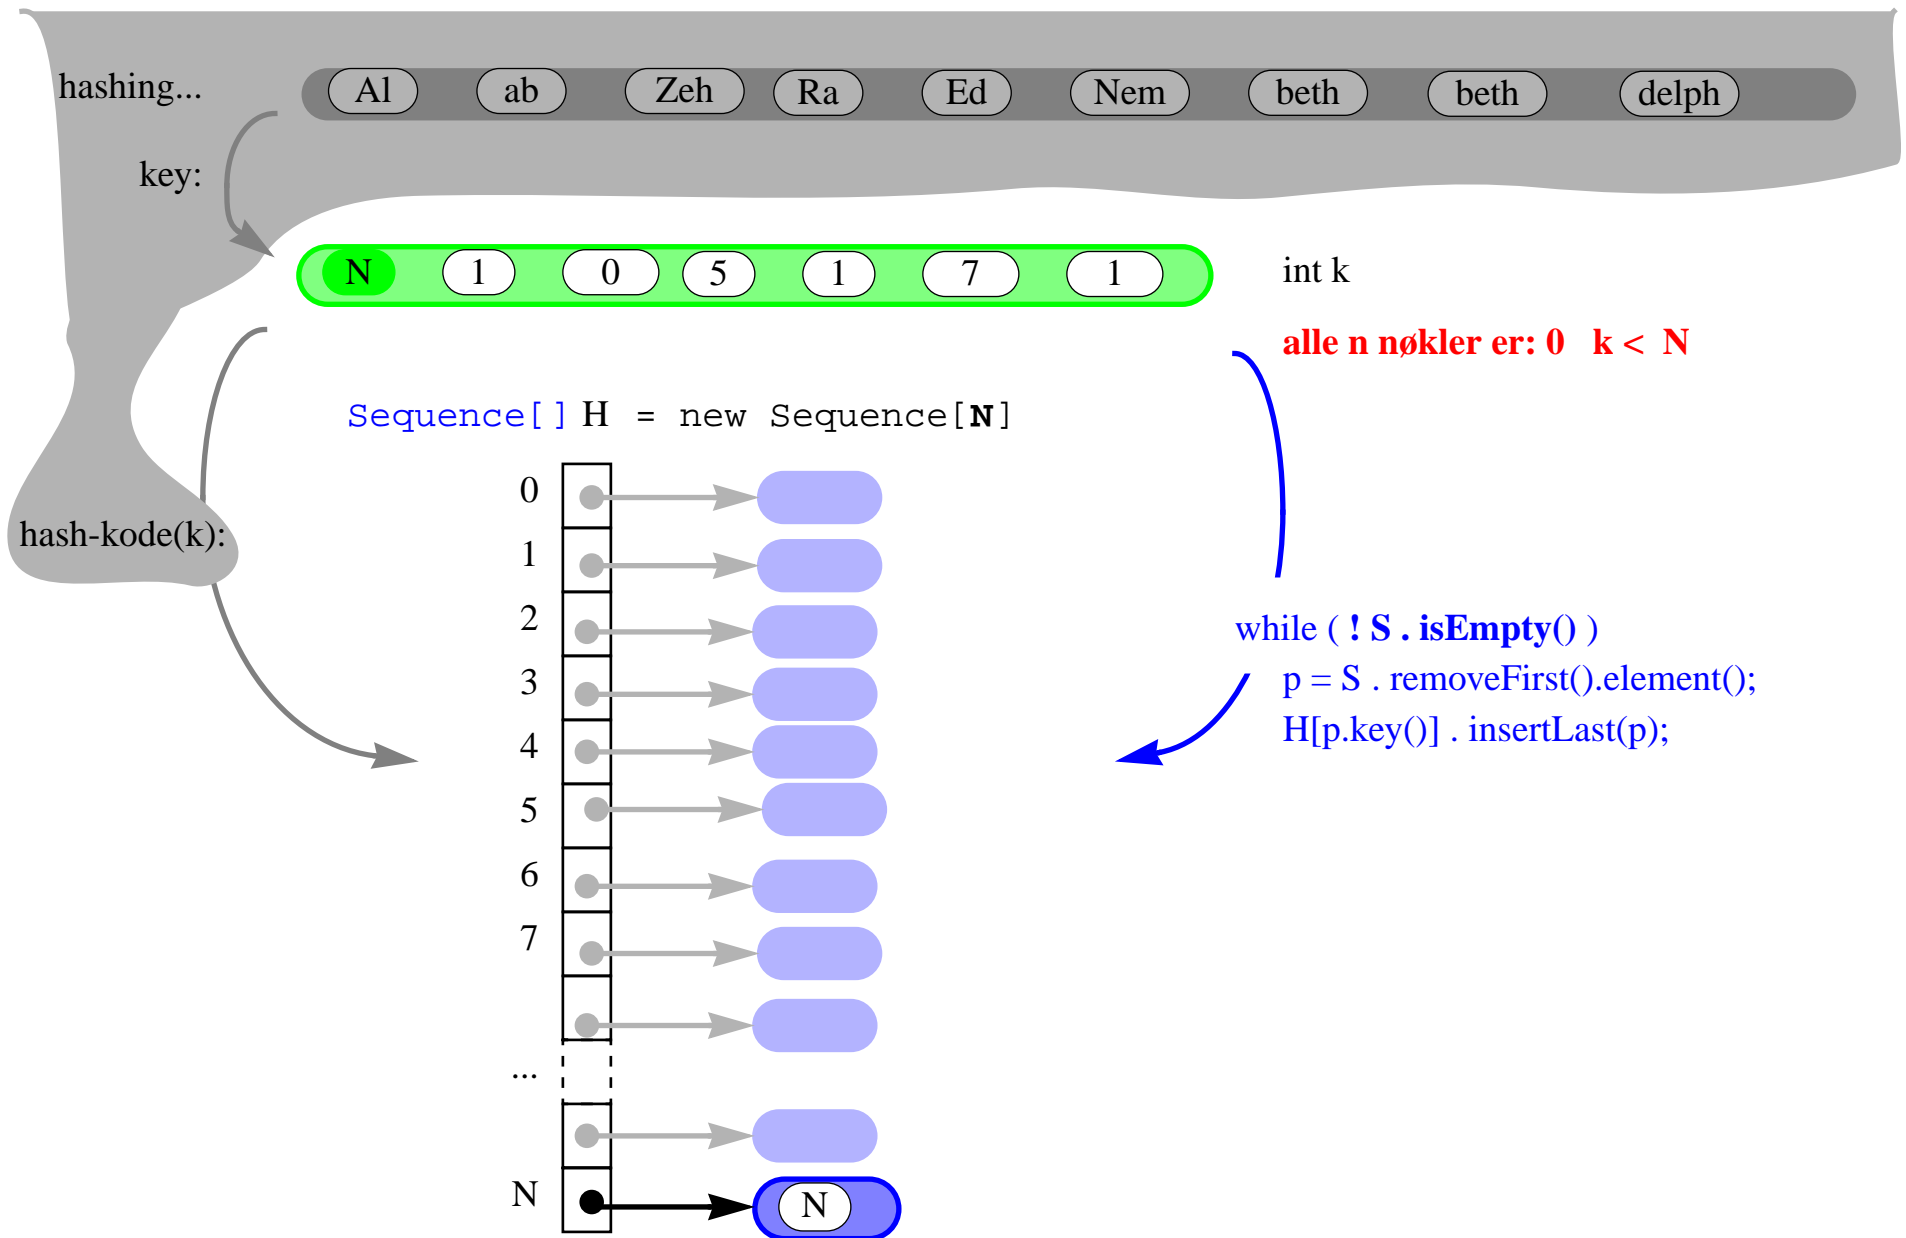 hashing... Al ab Zeh Ra Ed Nem beth beth delph
key:
N 1 0 5 1 7 1 int k
alle n nøkler er: 0 k < N
Sequence[] H = new Sequence[N]
0
hash-kode(k):
1
2
while ( ! S . isEmpty() )
3
p = S . removeFirst().element();
H[p.key()] . insertLast(p);
4
5
6
7
...
N N